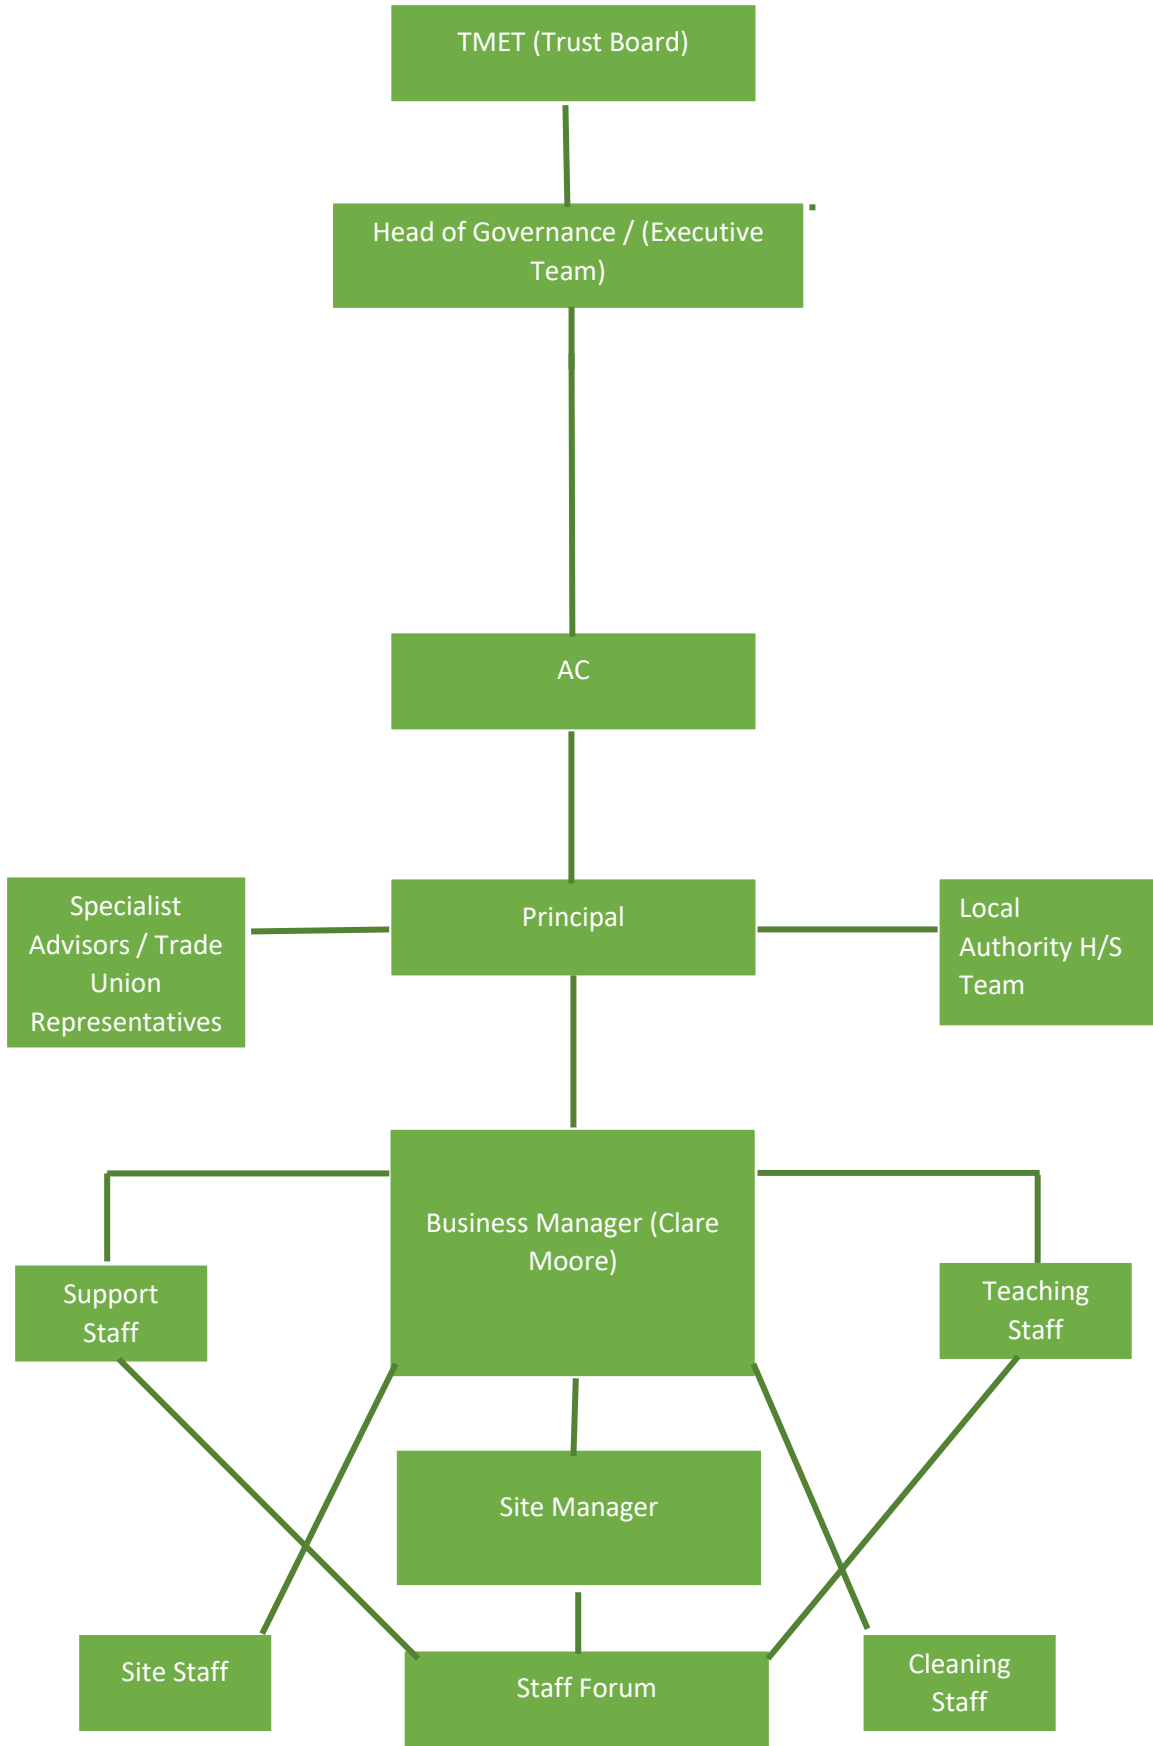 TMET (Trust Board)
Head of Governance / (Executive
Team)
AC
Specialist
Advisors / Trade
Union
Representatives
Principal
Local
Authority H/S
Team
Business Manager (Clare
Moore)
Support
Staff
Teaching
Staff
Site Manager
Site Staff
Staff Forum
Cleaning
Staff